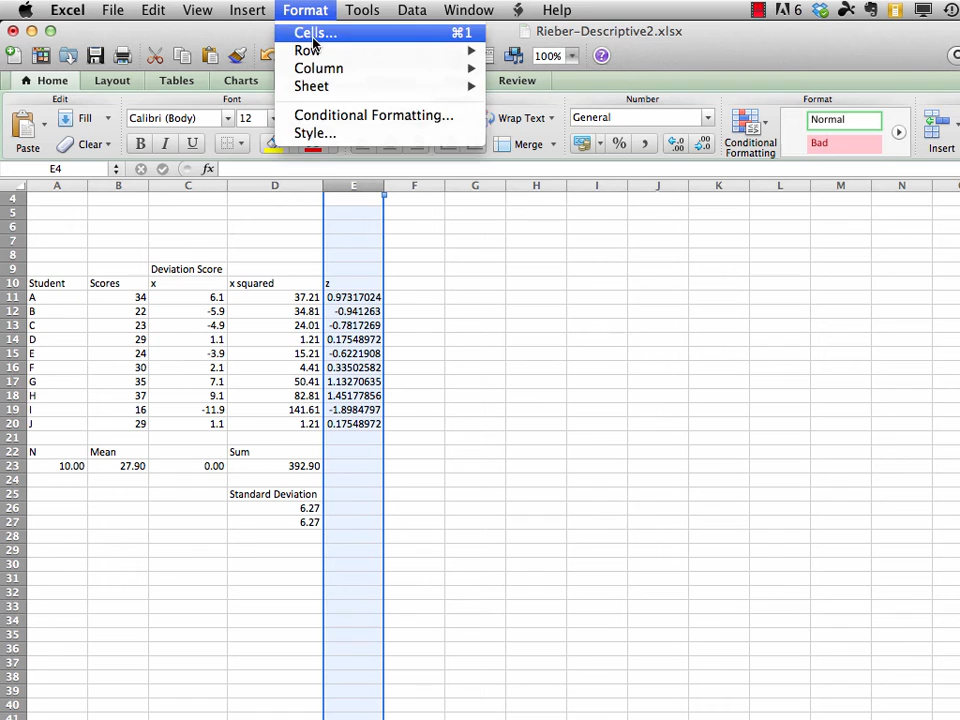 Excel File Edit View Insert Format Tools Data Window Help 6
Rieber-Descriptive2.xlsx
Cells... ⌘1
Row
Column
Sheet
Conditional Formatting...
Style...
100%
Home Layout Tables Charts Review
Edit Font Number Format
Paste Fill Clear Calibri (Body) 12 B I U Wrap Text Merge General % Conditional Formatting Normal Bad Insert
E4 fx
A B C D E F G H I J K L M N
4
5
6
7
8
9 Deviation Score
10 Student Scores x x squared z
11 A 34 6.1 37.21 0.97317024
12 B 22 -5.9 34.81 -0.941263
13 C 23 -4.9 24.01 -0.7817269
14 D 29 1.1 1.21 0.17548972
15 E 24 -3.9 15.21 -0.6221908
16 F 30 2.1 4.41 0.33502582
17 G 35 7.1 50.41 1.13270635
18 H 37 9.1 82.81 1.45177856
19 I 16 -11.9 141.61 -1.8984797
20 J 29 1.1 1.21 0.17548972
21
22 N Mean Sum
23 10.00 27.90 0.00 392.90
24
25 Standard Deviation
26 6.27
27 6.27
28
29
30
31
32
33
34
35
36
37
38
39
40
41